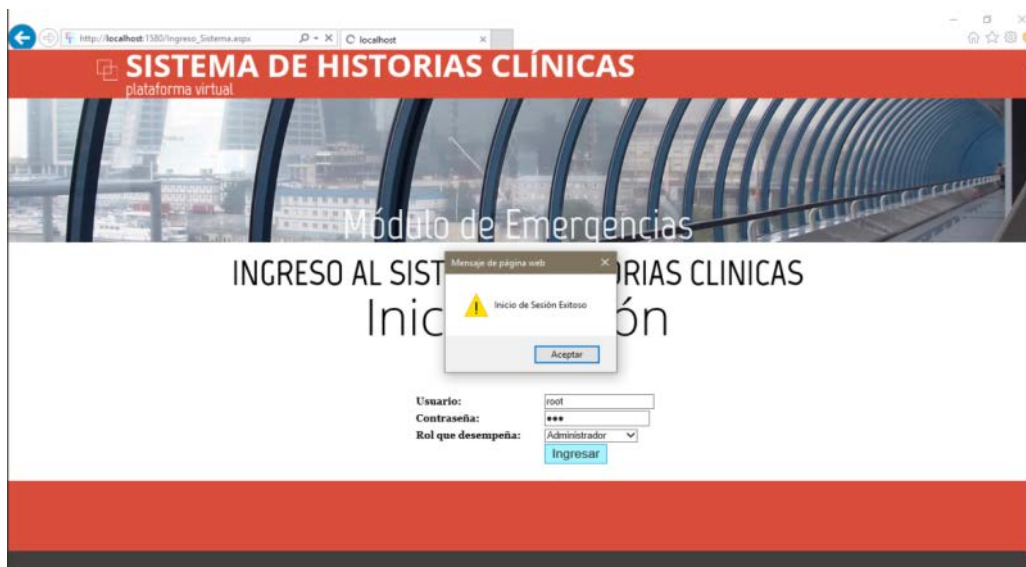 http://localhost:1580/Ingreso_Sistema.aspx
localhost
SISTEMA DE HISTORIAS CLÍNICAS
plataforma virtual
Módulo de Emergencias
INGRESO AL SIST
RIAS CLINICAS
Mensaje de página web
Inicio de Sesión Exitoso
Inic
ón
Aceptar
Usuario:
root
Contraseña:
Rol que desempeña:
Administrador
Ingresar